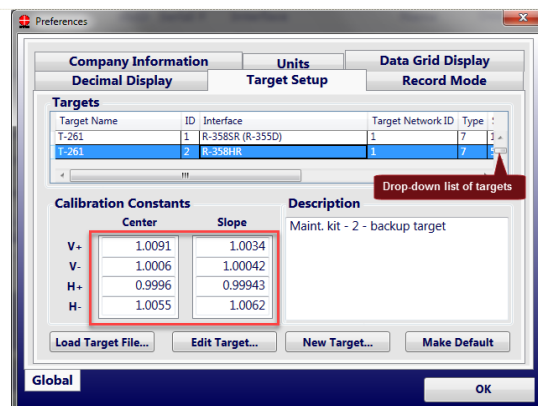 Preferences
Company Information Units Data Grid Display
Decimal Display Target Setup Record Mode
Targets
Target Name ID Interface Target Network ID Type
T-261 1 R-358SR (R-355D) 1 7
T-261 2 R-358HR 1 7
Drop-down list of targets
Calibration Constants Description
Center Slope Maint. kit - 2 - backup target
V+ 1.0091 1.0034
V- 1.0006 1.00042
H+ 0.9996 0.99943
H- 1.0055 1.0062
Load Target File... Edit Target... New Target... Make Default
Global
OK